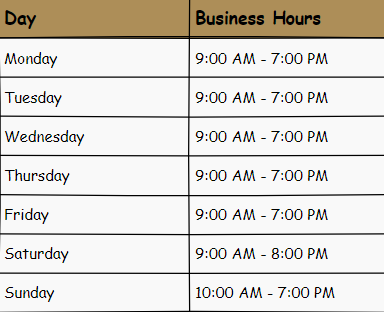 Day Business Hours
Monday 9:00 AM - 7:00 PM
Tuesday 9:00 AM - 7:00 PM
Wednesday 9:00 AM - 7:00 PM
Thursday 9:00 AM - 7:00 PM
Friday 9:00 AM - 7:00 PM
Saturday 9:00 AM - 8:00 PM
Sunday 10:00 AM - 7:00 PM